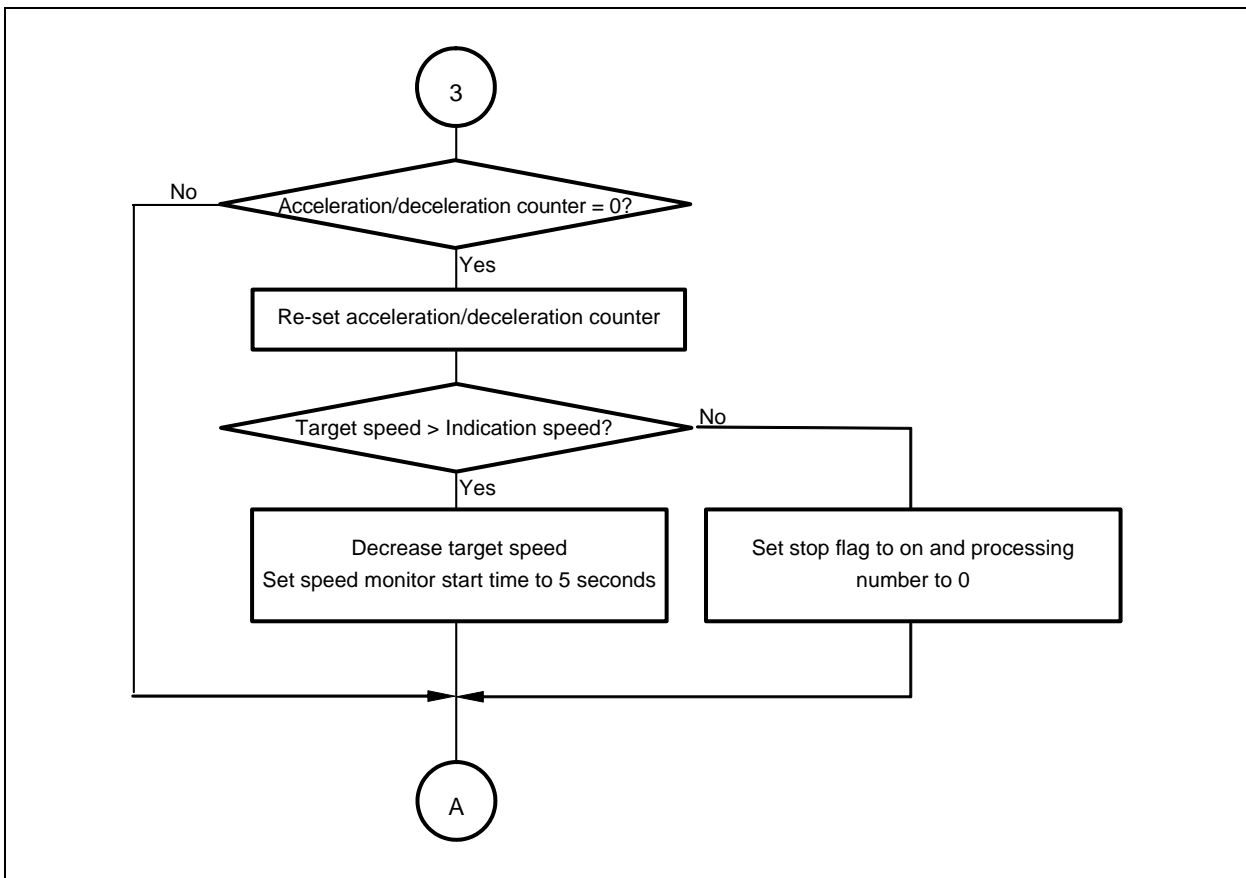 3
No
Acceleration/deceleration counter = 0?
Yes
Re-set acceleration/deceleration counter
Target speed > Indication speed?
No
Yes
Decrease target speed
Set speed monitor start time to 5 seconds
Set stop flag to on and processing
number to 0
A